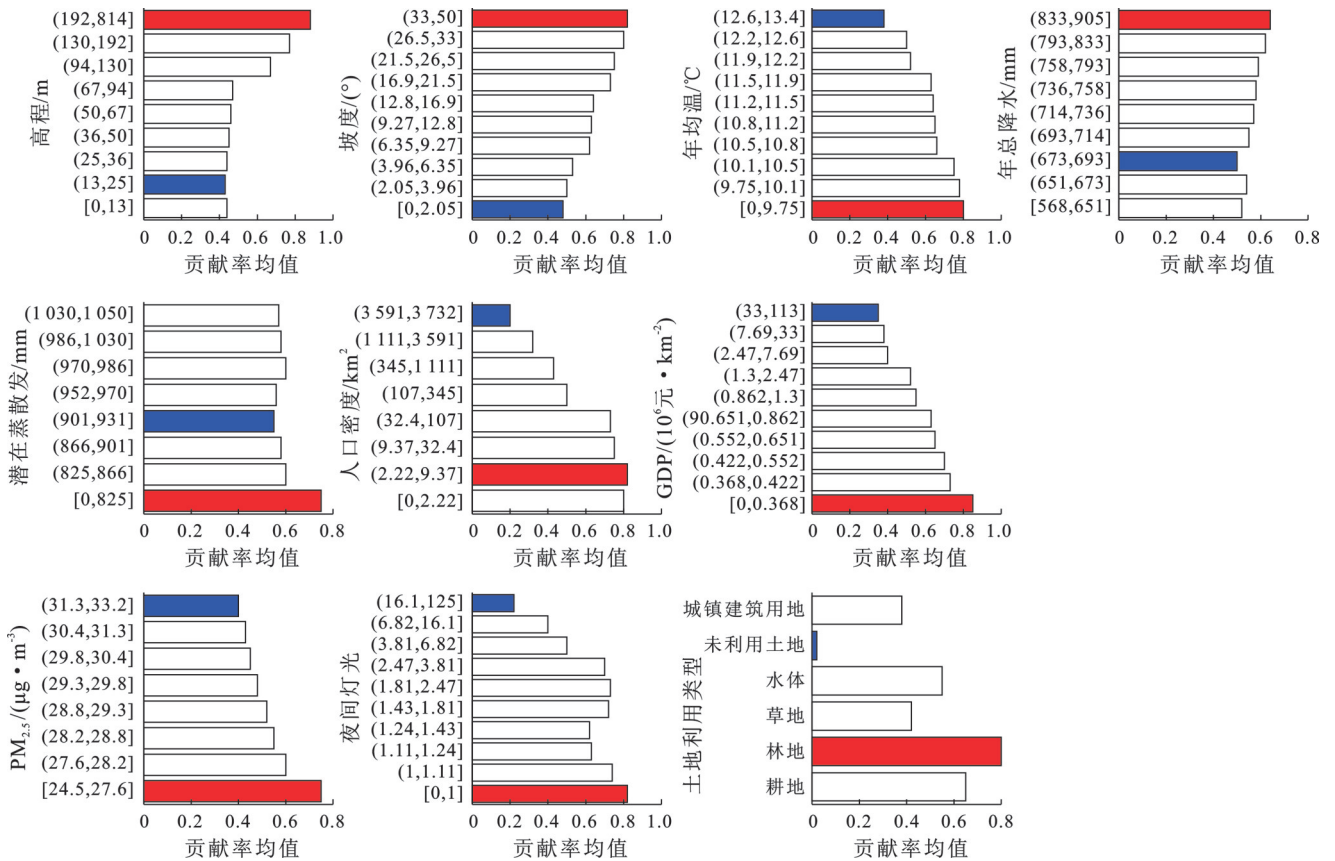 高程/m
(192,814]
(130,192]
(94,130]
(67,94]
(50,67]
(36,50]
(25,36]
(13,25]
[0,13]
0 0.2 0.4 0.6 0.8 1.0
贡献率均值
坡度/(°)
(33,50]
(26.5,33]
(21.5,26,5]
(16.9,21.5]
(12.8,16.9]
(9.27,12.8]
(6.35,9.27]
(3.96,6.35]
(2.05,3.96]
[0,2.05]
0 0.2 0.4 0.6 0.8 1.0
贡献率均值
年均温/℃
(12.6,13.4]
(12.2,12.6]
(11.9,12.2]
(11.5,11.9]
(11.2,11.5]
(10.8,11.2]
(10.5,10.8]
(10.1,10.5]
(9.75,10.1]
[0,9.75]
0 0.2 0.4 0.6 0.8 1.0
贡献率均值
年总降水/mm
(833,905]
(793,833]
(758,793]
(736,758]
(714,736]
(693,714]
(673,693]
(651,673]
[568,651]
0 0.2 0.4 0.6 0.8
贡献率均值
潜在蒸散发/mm
(1 030,1 050]
(986,1 030]
(970,986]
(952,970]
(901,931]
(866,901]
(825,866]
[0,825]
0 0.2 0.4 0.6 0.8
贡献率均值
人口密度/km²
(3 591,3 732]
(1 111,3 591]
(345,1 111]
(107,345]
(32.4,107]
(9.37,32.4]
(2.22,9.37]
[0,2.22]
0 0.2 0.4 0.6 0.8 1.0
贡献率均值
GDP/(10⁶元·km⁻²)
(33,113]
(7.69,33]
(2.47,7.69]
(1.3,2.47]
(0.862,1.3]
(90.651,0.862]
(0.552,0.651]
(0.422,0.552]
(0.368,0.422]
[0,0.368]
0 0.2 0.4 0.6 0.8 1.0
贡献率均值
PM₂.₅/(μg·m⁻³)
(31.3,33.2]
(30.4,31.3]
(29.8,30.4]
(29.3,29.8]
(28.8,29.3]
(28.2,28.8]
(27.6,28.2]
[24.5,27.6]
0 0.2 0.4 0.6 0.8
贡献率均值
夜间灯光
(16.1,125]
(6.82,16.1]
(3.81,6.82]
(2.47,3.81]
(1.81,2.47]
(1.43,1.81]
(1.24,1.43]
(1.11,1.24]
(1,1.11]
[0,1]
0 0.2 0.4 0.6 0.8 1.0
贡献率均值
土地利用类型
城镇建筑用地
未利用土地
水体
草地
林地
耕地
0 0.2 0.4 0.6 0.8
贡献率均值